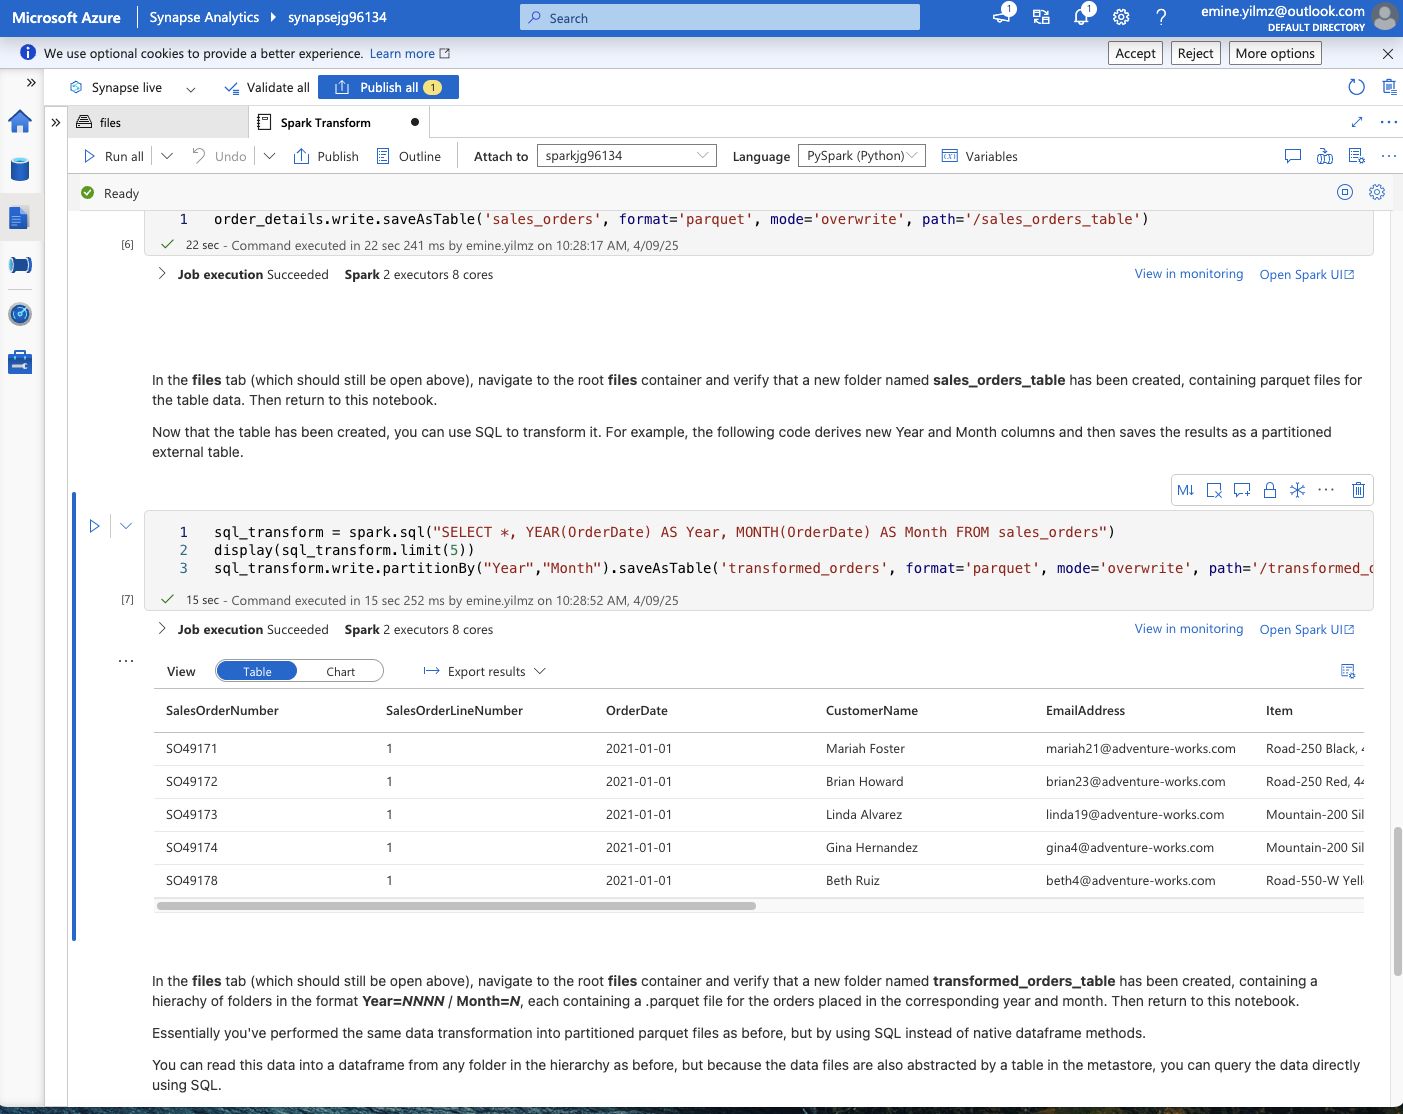 Microsoft Azure Synapse Analytics synapsejg96134 Search 1 1 ? emine.yilmz@outlook.com
DEFAULT DIRECTORY
We use optional cookies to provide a better experience. Learn more Accept Reject More options
Synapse live Validate all Publish all 1
files Spark Transform
Run all Undo Publish Outline Attach to sparkjg96134 Language PySpark (Python) Variables
Ready
1 order_details.write.saveAsTable('sales_orders', format='parquet', mode='overwrite', path='/sales_orders_table')
[6] 22 sec - Command executed in 22 sec 241 ms by emine.yilmz on 10:28:17 AM, 4/09/25
Job execution Succeeded Spark 2 executors 8 cores View in monitoring Open Spark UI
In the files tab (which should still be open above), navigate to the root files container and verify that a new folder named sales_orders_table has been created, containing parquet files for
the table data. Then return to this notebook.
Now that the table has been created, you can use SQL to transform it. For example, the following code derives new Year and Month columns and then saves the results as a partitioned
external table.
M↓
1 sql_transform = spark.sql("SELECT *, YEAR(OrderDate) AS Year, MONTH(OrderDate) AS Month FROM sales_orders")
2 display(sql_transform.limit(5))
3 sql_transform.write.partitionBy("Year","Month").saveAsTable('transformed_orders', format='parquet', mode='overwrite', path='/transformed_
[7] 15 sec - Command executed in 15 sec 252 ms by emine.yilmz on 10:28:52 AM, 4/09/25
Job execution Succeeded Spark 2 executors 8 cores View in monitoring Open Spark UI
View Table Chart Export results
SalesOrderNumber SalesOrderLineNumber OrderDate CustomerName EmailAddress Item
SO49171 1 2021-01-01 Mariah Foster mariah21@adventure-works.com Road-250 Black,
SO49172 1 2021-01-01 Brian Howard brian23@adventure-works.com Road-250 Red, 44
SO49173 1 2021-01-01 Linda Alvarez linda19@adventure-works.com Mountain-200 Sil
SO49174 1 2021-01-01 Gina Hernandez gina4@adventure-works.com Mountain-200 Sil
SO49178 1 2021-01-01 Beth Ruiz beth4@adventure-works.com Road-550-W Yell
In the files tab (which should still be open above), navigate to the root files container and verify that a new folder named transformed_orders_table has been created, containing a
hierachy of folders in the format Year=NNNN / Month=N, each containing a .parquet file for the orders placed in the corresponding year and month. Then return to this notebook.
Essentially you've performed the same data transformation into partitioned parquet files as before, but by using SQL instead of native dataframe methods.
You can read this data into a dataframe from any folder in the hierarchy as before, but because the data files are also abstracted by a table in the metastore, you can query the data directly
using SQL.